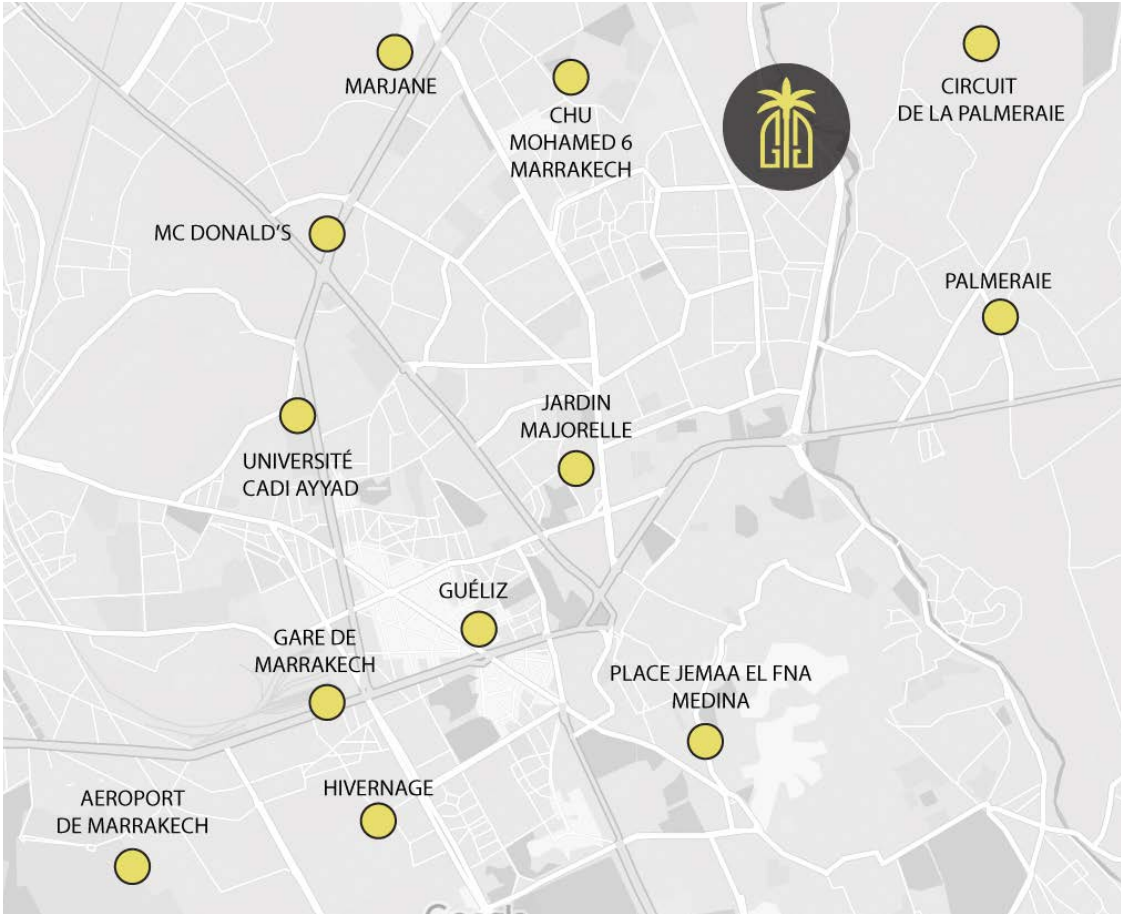 MARJANE
CHU
MOHAMED 6
MARRAKECH
CIRCUIT
DE LA PALMERAIE
MC DONALD'S
PALMERAIE
JARDIN
MAJORELLE
UNIVERSITÉ
CADI AYYAD
GUÉLIZ
GARE DE
MARRAKECH
PLACE JEMAA EL FNA
MEDINA
HIVERNAGE
AEROPORT
DE MARRAKECH
Google